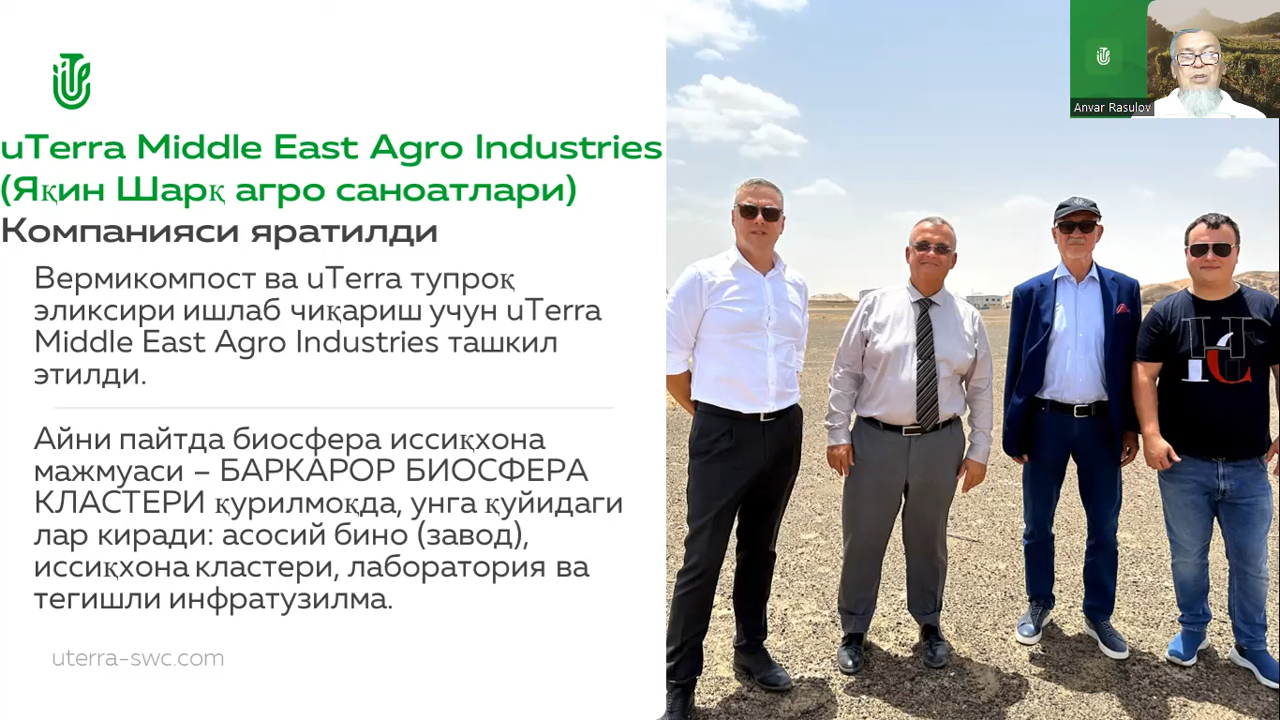 uTerra Middle East Agro Industries
(Яқин Шарқ агро саноатлари)
Компанияси яратилди
Вермикомпост ва uTerra тупроқ
эликсири ишлаб чиқариш учун uTerra
Middle East Agro Industries ташкил
этилди.
Айни пайтда биосфера иссиқхона
мажмуаси – БАРКАРОР БИОСФЕРА
КЛАСТЕРИ қурилмоқда, унга қуйидаги
лар киради: асосий бино (завод),
иссиқхона кластери, лаборатория ва
тегишли инфратузилма.
uterra-swc.com
Anvar Rasulov